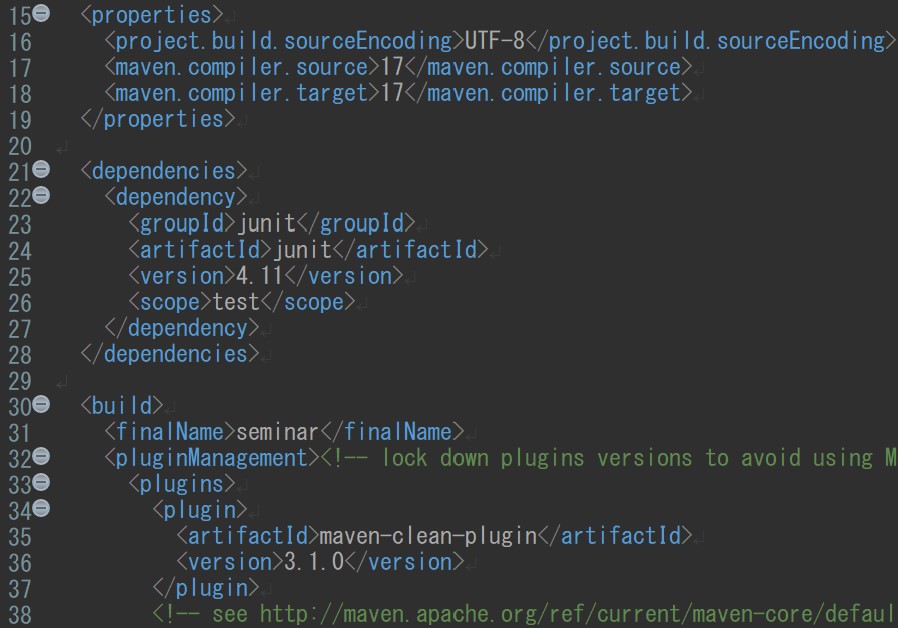 15 <properties>
16 <project.build.sourceEncoding>UTF-8</project.build.sourceEncoding>
17 <maven.compiler.source>17</maven.compiler.source>
18 <maven.compiler.target>17</maven.compiler.target>
19 </properties>
20
21 <dependencies>
22 <dependency>
23 <groupId>junit</groupId>
24 <artifactId>junit</artifactId>
25 <version>4.11</version>
26 <scope>test</scope>
27 </dependency>
28 </dependencies>
29
30 <build>
31 <finalName>seminar</finalName>
32 <pluginManagement><!-- lock down plugins versions to avoid using M
33 <plugins>
34 <plugin>
35 <artifactId>maven-clean-plugin</artifactId>
36 <version>3.1.0</version>
37 </plugin>
38 <!-- see http://maven.apache.org/ref/current/maven-core/defaul